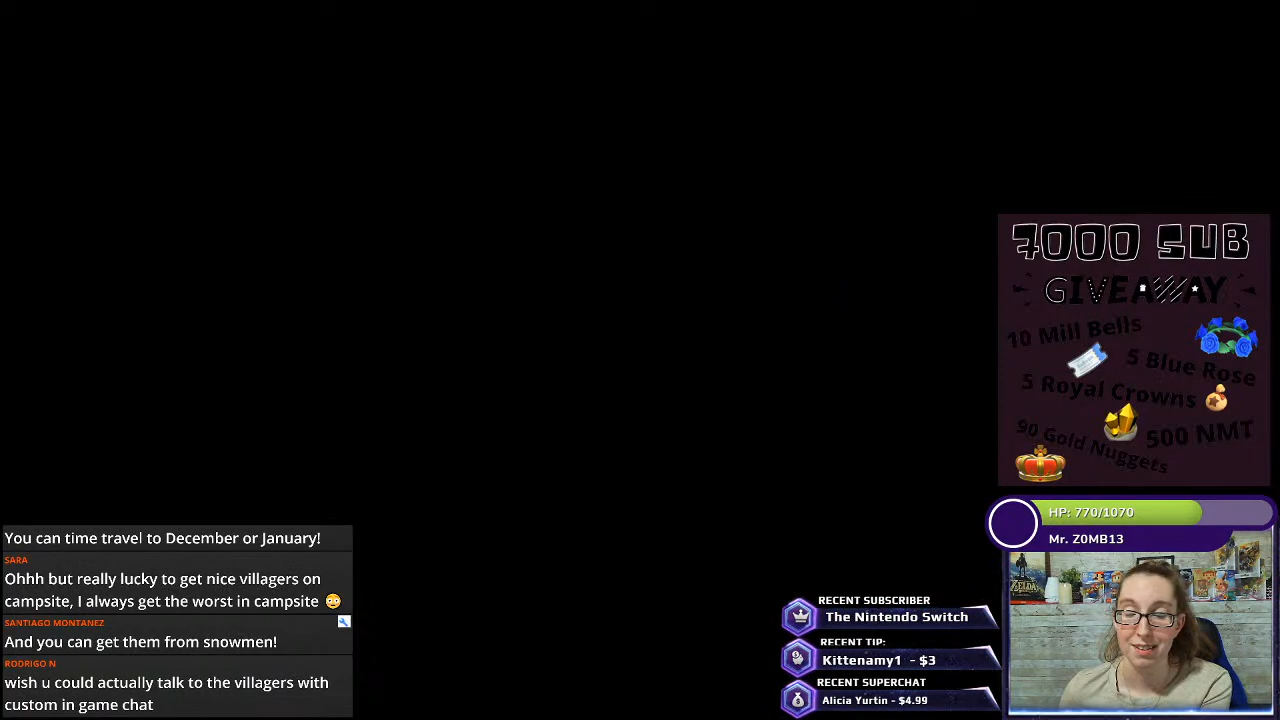 7000 SUB
GIVEAWAY
10 Mill Bells
5 Blue Rose
5 Royal Crowns
90 Gold Nuggets
500 NMT
HP: 770/1070
Mr. Z0MB13
You can time travel to December or January!
SARA
Ohhh but really lucky to get nice villagers on
campsite, I always get the worst in campsite 😳
SANTIAGO MONTANEZ
And you can get them from snowmen!
RODRIGO N
wish u could actually talk to the villagers with
custom in game chat
RECENT SUBSCRIBER
The Nintendo Switch
RECENT TIP:
Kittenamy1 - $3
RECENT SUPERCHAT
Alicia Yurtin - $4.99
ZELDA